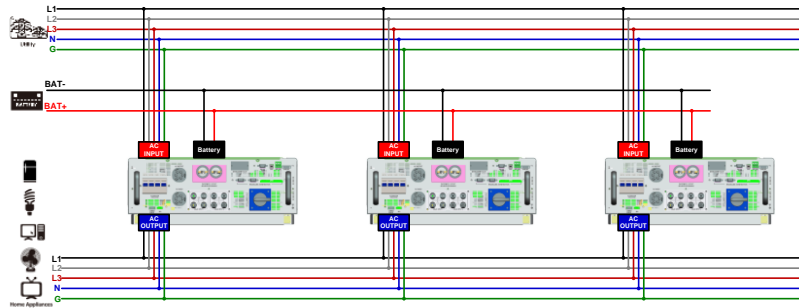 L1
L2
L3
N
G
Utility
BAT-
BATTERY
BAT+
AC
INPUT
Battery
AC
INPUT
Battery
AC
INPUT
Battery
AC
OUTPUT
AC
OUTPUT
AC
OUTPUT
L1
L2
L3
N
G
Home Appliances